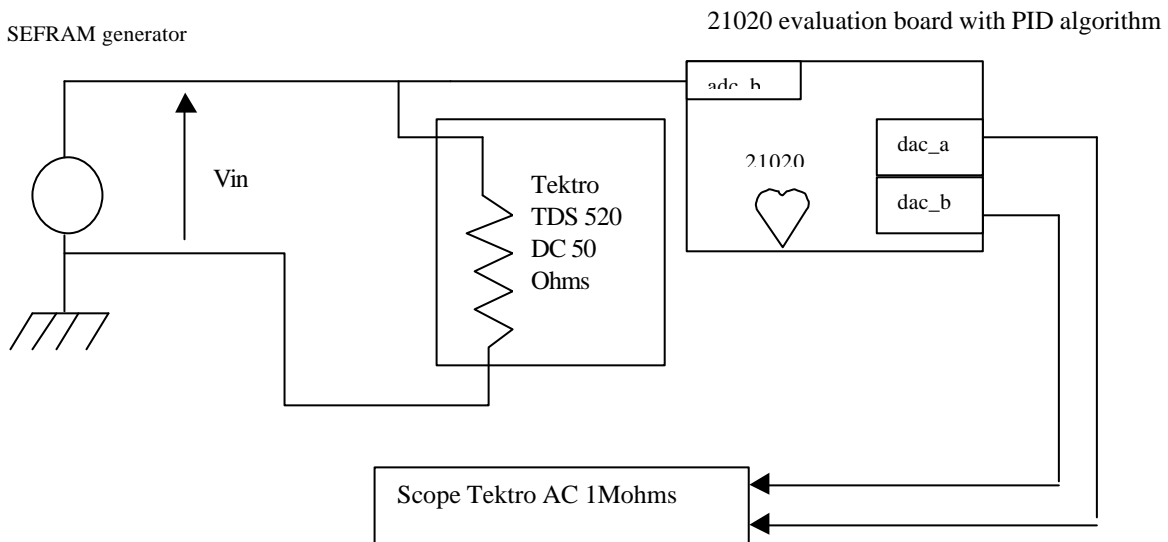 SEFRAM generator
21020 evaluation board with PID algorithm
adc_b
dac_a
21020
Vin
Tektro
TDS 520
DC 50
Ohms
dac_b
Scope Tektro AC 1Mohms